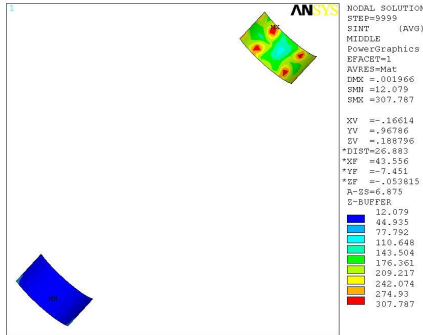 1
ANSYS
MX
MN
NODAL SOLUTION
STEP=9999
SINT (AVG)
MIDDLE
PowerGraphics
EFACET=1
AVRES=Mat
DMX =.001966
SMN =12.079
SMX =307.787
XV =-.16614
YV =.96786
ZV =.188796
*DIST=26.883
*XF =43.556
*YF =-7.451
*ZF =-.053815
A-ZS=6.875
Z-BUFFER
12.079
44.935
77.792
110.648
143.504
176.361
209.217
242.074
274.93
307.787